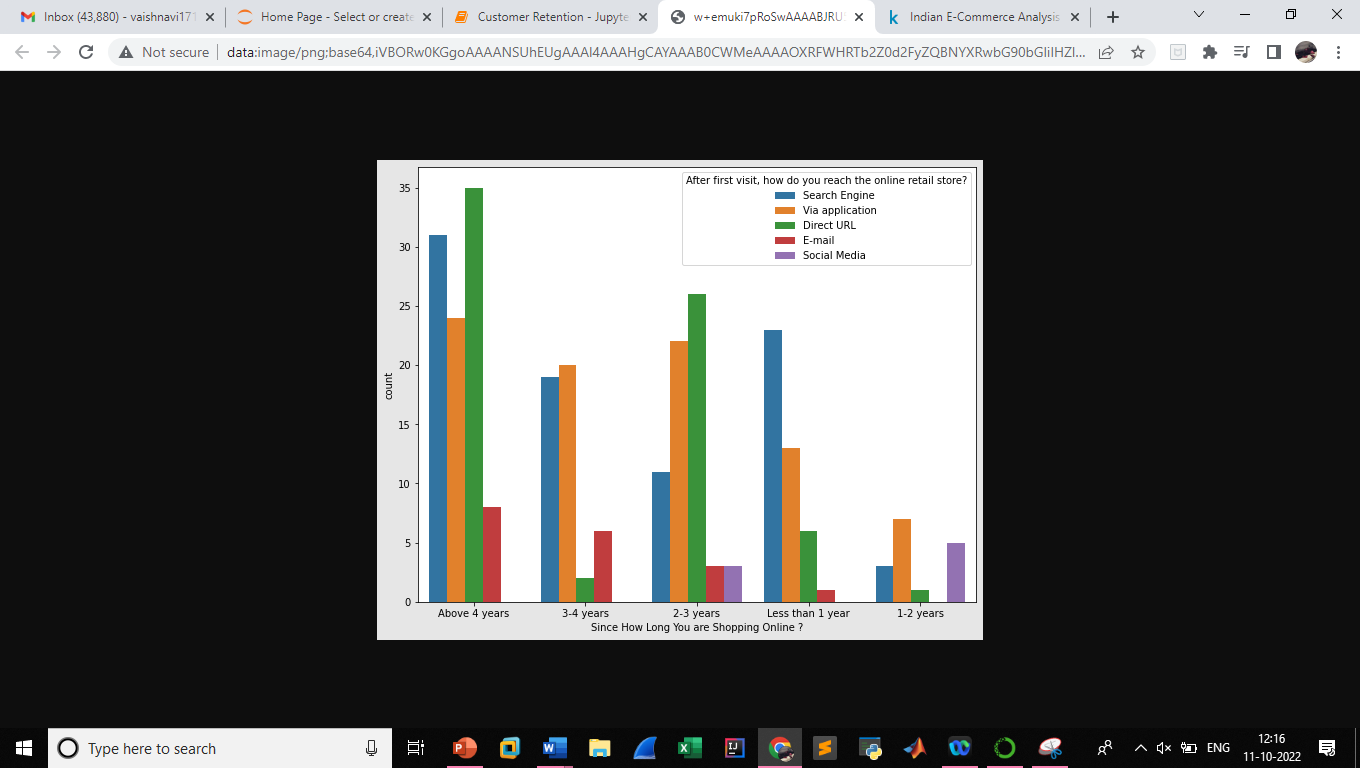 Inbox (43,880) - vaishnavi171
Home Page - Select or create
Customer Retention - Jupyte
w+emuki7pRoSwAAAABJRU5
Indian E-Commerce Analysis
Not secure
data:image/png;base64,iVBORw0KGgoAAAANSUhEUgAAAl4AAAHgCAYAAAB0CWMeAAAAOXRFWHRTb2Z0d2FyZQBNYXRwbG90bGliIHZl...
After first visit, how do you reach the online retail store?
Search Engine
Via application
Direct URL
E-mail
Social Media
35
30
25
20
15
10
5
0
count
Above 4 years
3-4 years
2-3 years
Less than 1 year
1-2 years
Since How Long You are Shopping Online ?
Type here to search
ENG
12:16
11-10-2022